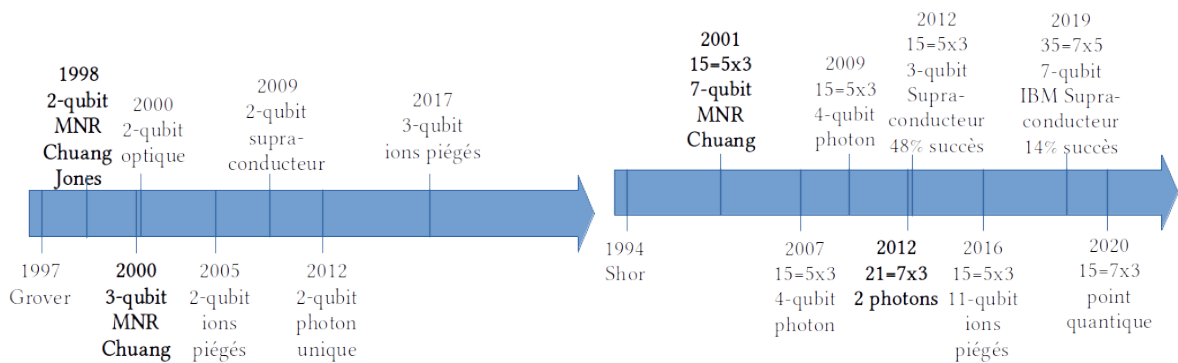 1998
2-qubit
MNR
Chuang
Jones
2000
2-qubit
optique
2009
2-qubit
supra-
conducteur
2017
3-qubit
ions piégés
1997
Grover
2000
3-qubit
MNR
Chuang
2005
2-qubit
ions
piégés
2012
2-qubit
photon
unique
2001
15=5x3
7-qubit
MNR
Chuang
2009
15=5x3
4-qubit
photon
2012
15=5x3
3-qubit
Supra-
conducteur
48% succès
2019
35=7x5
7-qubit
IBM Supra-
conducteur
14% succès
1994
Shor
2007
15=5x3
4-qubit
photon
2012
21=7x3
2 photons
2016
15=5x3
11-qubit
ions
piégés
2020
15=7x3
point
quantique